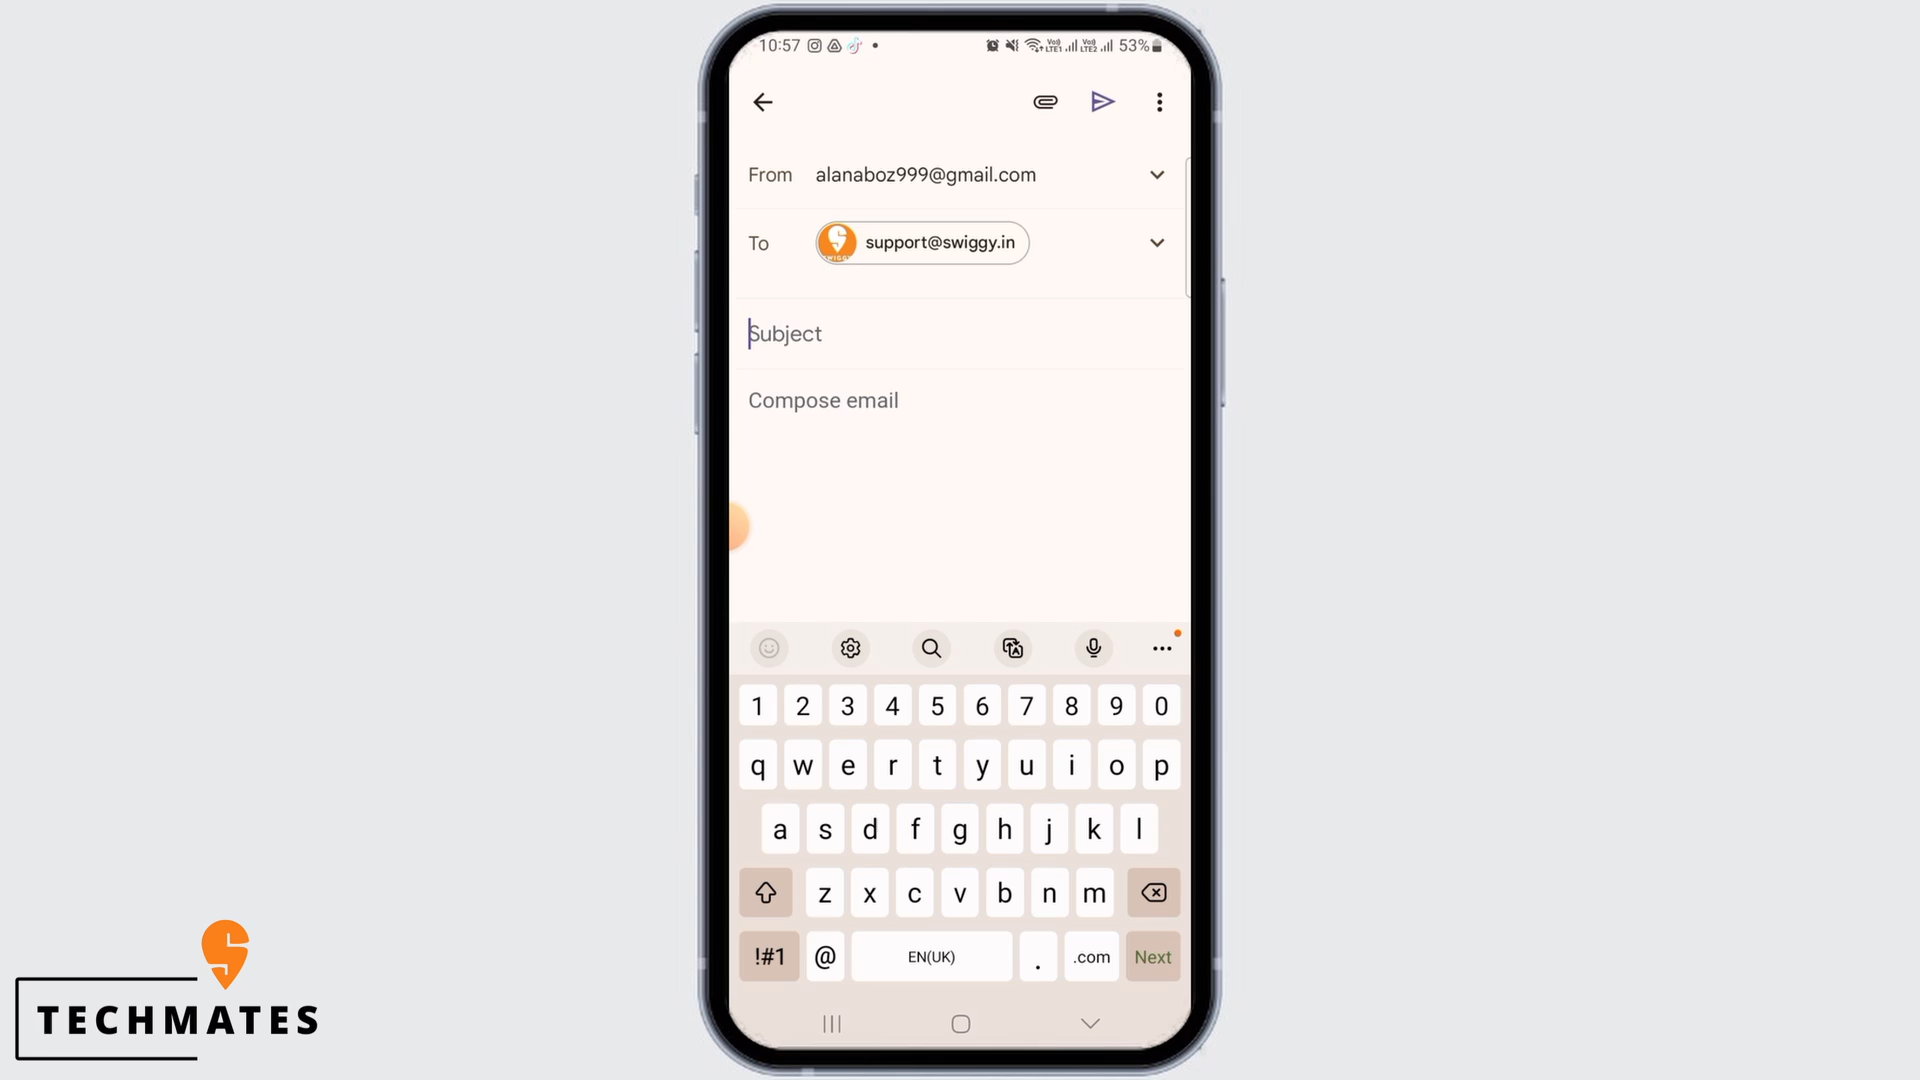 10:57 53%
From alanaboz999@gmail.com
To support@swiggy.in
Subject
Compose email
1 2 3 4 5 6 7 8 9 0
q w e r t y u i o p
a s d f g h j k l
z x c v b n m
!#1 @ EN(UK) . .com Next
TECHMATES